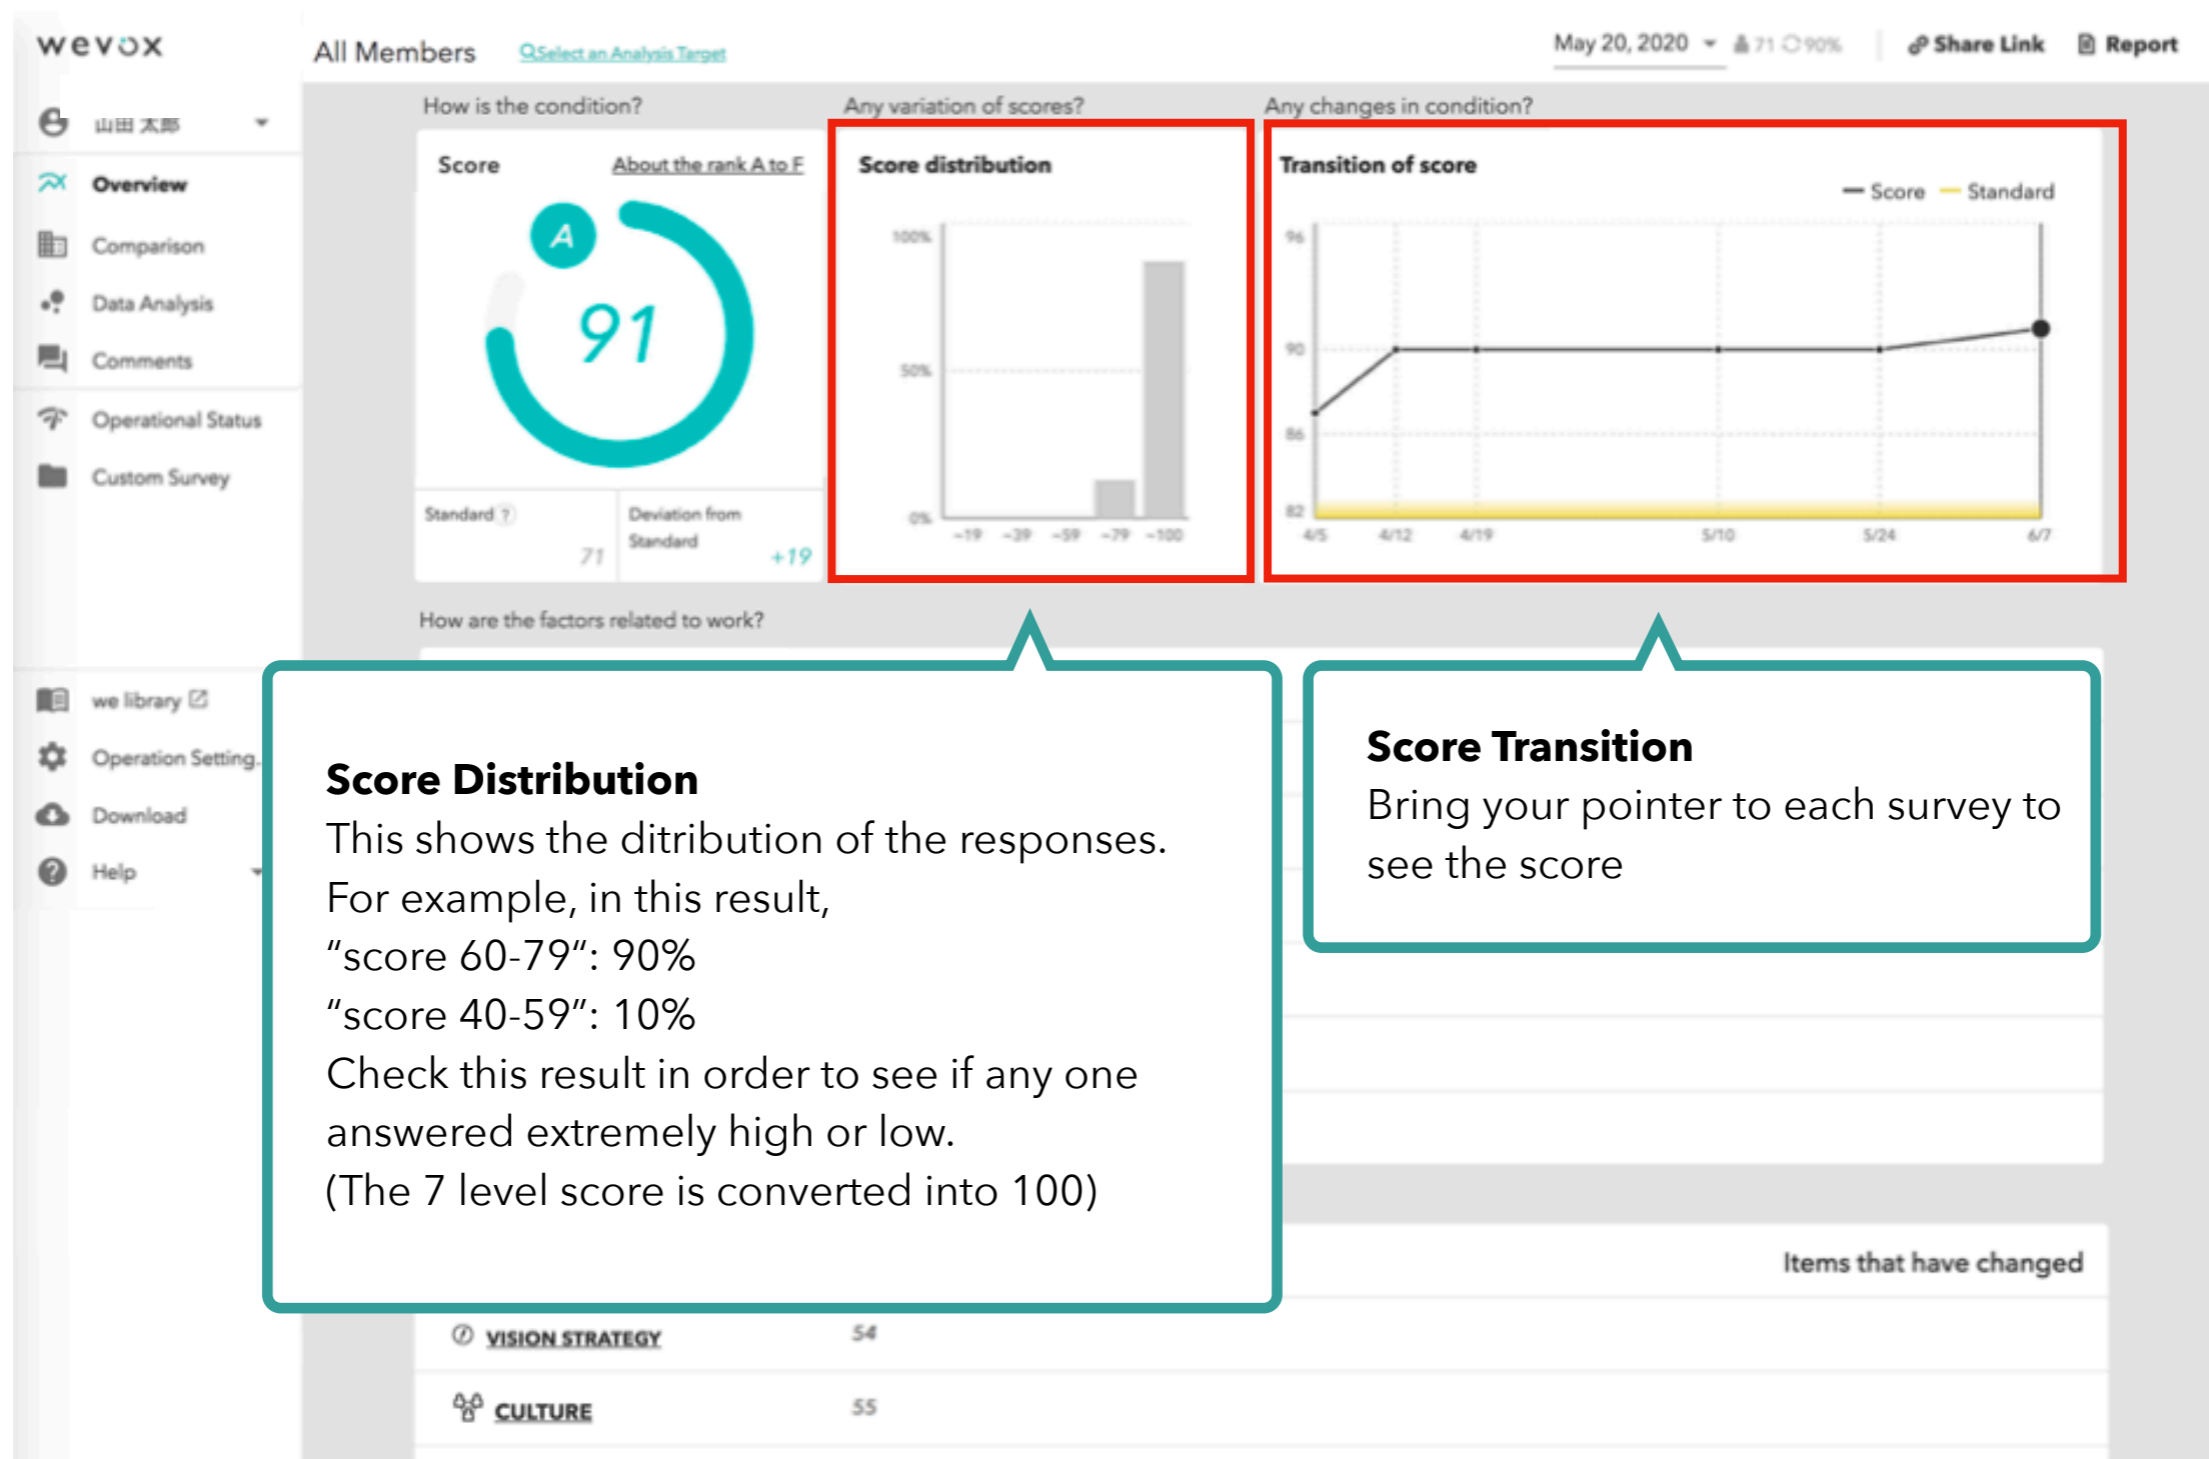 wevox
All Members
Select an Analysis Target
May 20, 2020
71
90%
Share Link
Report
山田 太郎
Overview
Comparison
Data Analysis
Comments
Operational Status
Custom Survey
we library
Operation Setting.
Download
Help
How is the condition?
Score
About the rank A to F
A
91
Standard ?
71
Deviation from
Standard
+19
Any variation of scores?
Score distribution
100%
50%
0%
~19 ~39 ~59 ~79 ~100
Any changes in condition?
Transition of score
Score Standard
96
90
86
82
4/5 4/12 4/19 5/10 5/24 6/7
How are the factors related to work?
Score Distribution
This shows the ditribution of the responses.
For example, in this result,
“score 60-79“: 90%
“score 40-59”: 10%
Check this result in order to see if any one
answered extremely high or low.
(The 7 level score is converted into 100)
Score Transition
Bring your pointer to each survey to
see the score
Items that have changed
VISION STRATEGY 54
CULTURE 55